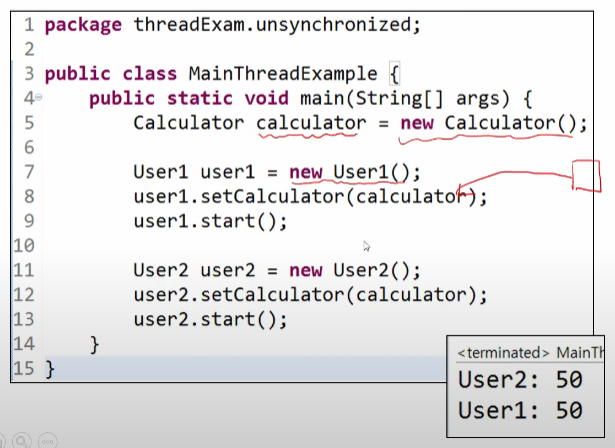 1 package threadExam.unsynchronized;
2
3 public class MainThreadExample {
4 public static void main(String[] args) {
5 Calculator calculator = new Calculator();
6
7 User1 user1 = new User1();
8 user1.setCalculator(calculator);
9 user1.start();
10
11 User2 user2 = new User2();
12 user2.setCalculator(calculator);
13 user2.start();
14 }
15 }
<terminated> MainTh
User2: 50
User1: 50